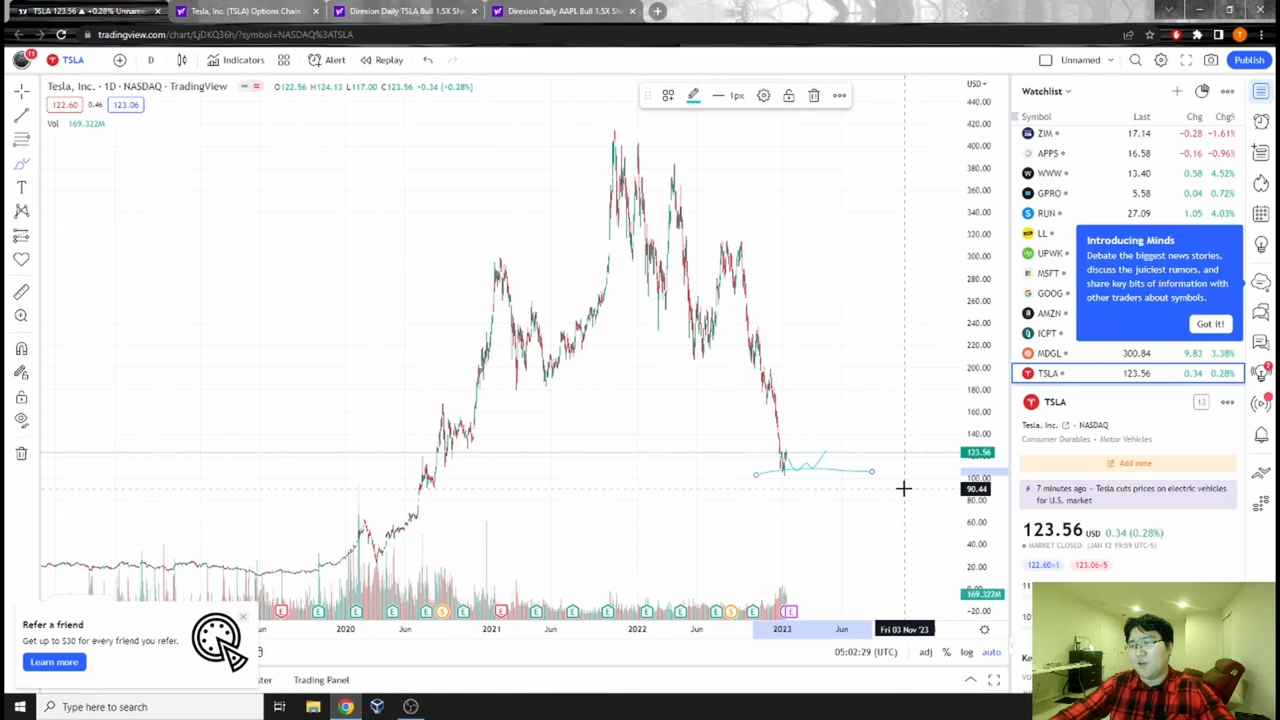 TSLA 123.56 ▲ +0.28% Unname
Tesla, Inc. (TSLA) Options Chain
Direxion Daily TSLA Bull 1.5X Sh
Direxion Daily AAPL Bull 1.5X Sh
tradingview.com/chart/LjDKQ36h/?symbol=NASDAQ%3ATSLA
T
11
TSLA
D
Indicators
Alert
Replay
Unnamed
Publish
Tesla, Inc. · 1D · NASDAQ · TradingView
O122.56 H124.13 L117.00 C123.56 +0.34 (+0.28%)
122.60 0.46 123.06
Vol 169.322M
1px
USD
440.00
420.00
400.00
380.00
360.00
340.00
320.00
300.00
280.00
260.00
240.00
220.00
200.00
180.00
160.00
140.00
123.56
100.00
90.44
80.00
60.00
40.00
20.00
169.322M
−20.00
2020
Jun
2021
Jun
2022
Jun
2023
Jun
Fri 03 Nov '23
05:02:29 (UTC)
adj
%
log
auto
Trading Panel
Refer a friend
Get up to $30 for every friend you refer.
Learn more
Watchlist
Symbol Last Chg Chg%
ZIM 17.14 −0.28 −1.61%
APPS 16.58 −0.16 −0.96%
WWW 13.40 0.58 4.52%
GPRO 5.58 0.04 0.72%
RUN 27.09 1.05 4.03%
LL
UPWK
MSFT
GOOG
AMZN
ICPT
MDGL 300.84 9.83 3.38%
TSLA 123.56 0.34 0.28%
Introducing Minds
Debate the biggest news stories,
discuss the juiciest rumors, and
share key bits of information with
other traders about symbols.
Got it!
TSLA
13
Tesla, Inc. NASDAQ
Consumer Durables • Motor Vehicles
Add note
7 minutes ago · Tesla cuts prices on electric vehicles
for U.S. market
123.56 USD 0.34 (0.28%)
MARKET CLOSED (JAN 12 19:59 UTC-5)
122.60×1 123.06×5
Type here to search